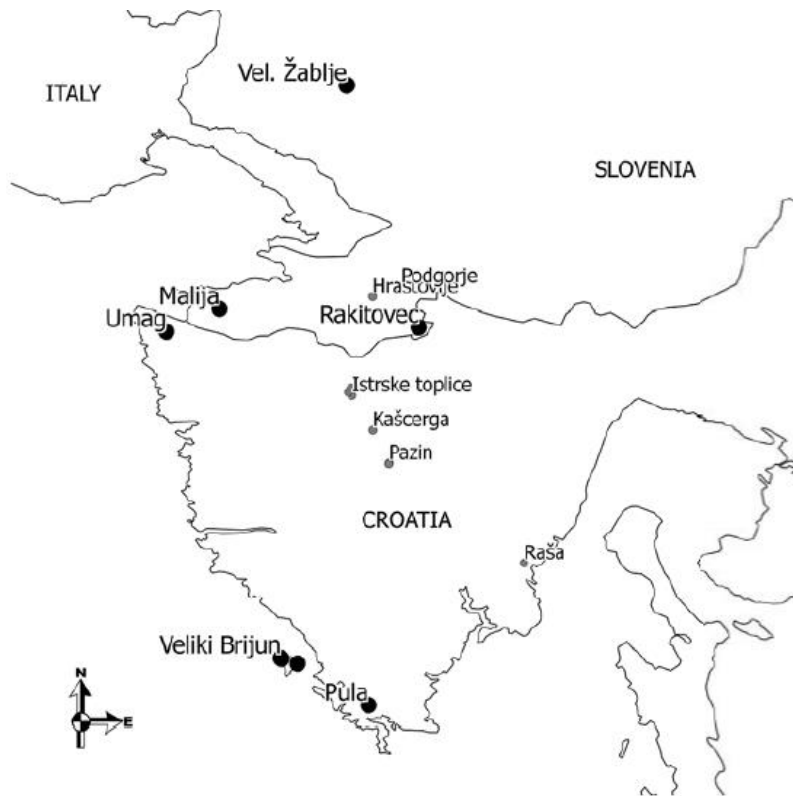 Vel. Žablje
ITALY
SLOVENIA
Podgorje
Hrastovlje
Malija
Umag
Rakitovec
Istrske toplice
Kašcerga
Pazin
CROATIA
Raša
Veliki Brijun
Pula
N
E